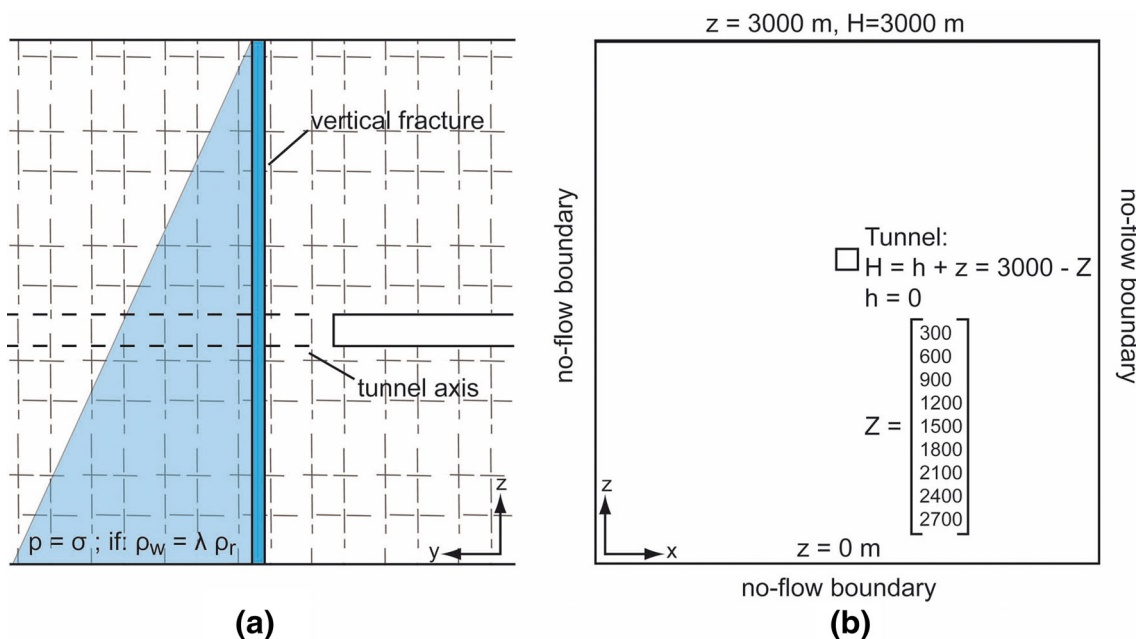 vertical fracture
tunnel axis
p = σ ; if: ρw = λ ρr
z
y
(a)
z = 3000 m, H=3000 m
no-flow boundary
no-flow boundary
Tunnel:
H = h + z = 3000 - Z
h = 0
Z =
300
600
900
1200
1500
1800
2100
2400
2700
z
x
z = 0 m
no-flow boundary
(b)